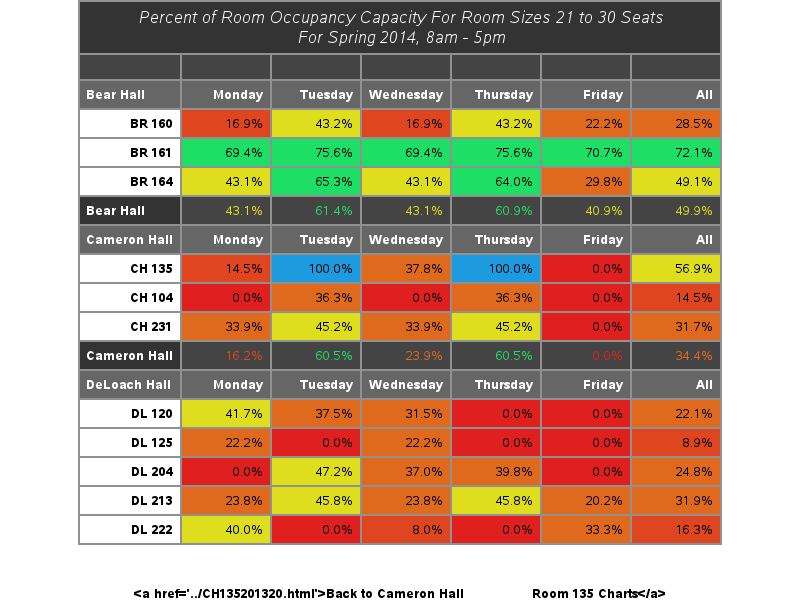 Percent of Room Occupancy Capacity For Room Sizes 21 to 30 Seats
For Spring 2014, 8am - 5pm
Bear Hall Monday Tuesday Wednesday Thursday Friday All
BR 160 16.9% 43.2% 16.9% 43.2% 22.2% 28.5%
BR 161 69.4% 75.6% 69.4% 75.6% 70.7% 72.1%
BR 164 43.1% 65.3% 43.1% 64.0% 29.8% 49.1%
Bear Hall 43.1% 61.4% 43.1% 60.9% 40.9% 49.9%
Cameron Hall Monday Tuesday Wednesday Thursday Friday All
CH 135 14.5% 100.0% 37.8% 100.0% 0.0% 56.9%
CH 104 0.0% 36.3% 0.0% 36.3% 0.0% 14.5%
CH 231 33.9% 45.2% 33.9% 45.2% 0.0% 31.7%
Cameron Hall 16.2% 60.5% 23.9% 60.5% 0.0% 34.4%
DeLoach Hall Monday Tuesday Wednesday Thursday Friday All
DL 120 41.7% 37.5% 31.5% 0.0% 0.0% 22.1%
DL 125 22.2% 0.0% 22.2% 0.0% 0.0% 8.9%
DL 204 0.0% 47.2% 37.0% 39.8% 0.0% 24.8%
DL 213 23.8% 45.8% 23.8% 45.8% 20.2% 31.9%
DL 222 40.0% 0.0% 8.0% 0.0% 33.3% 16.3%
<a href='../CH135201320.html'>Back to Cameron Hall Room 135 Charts</a>